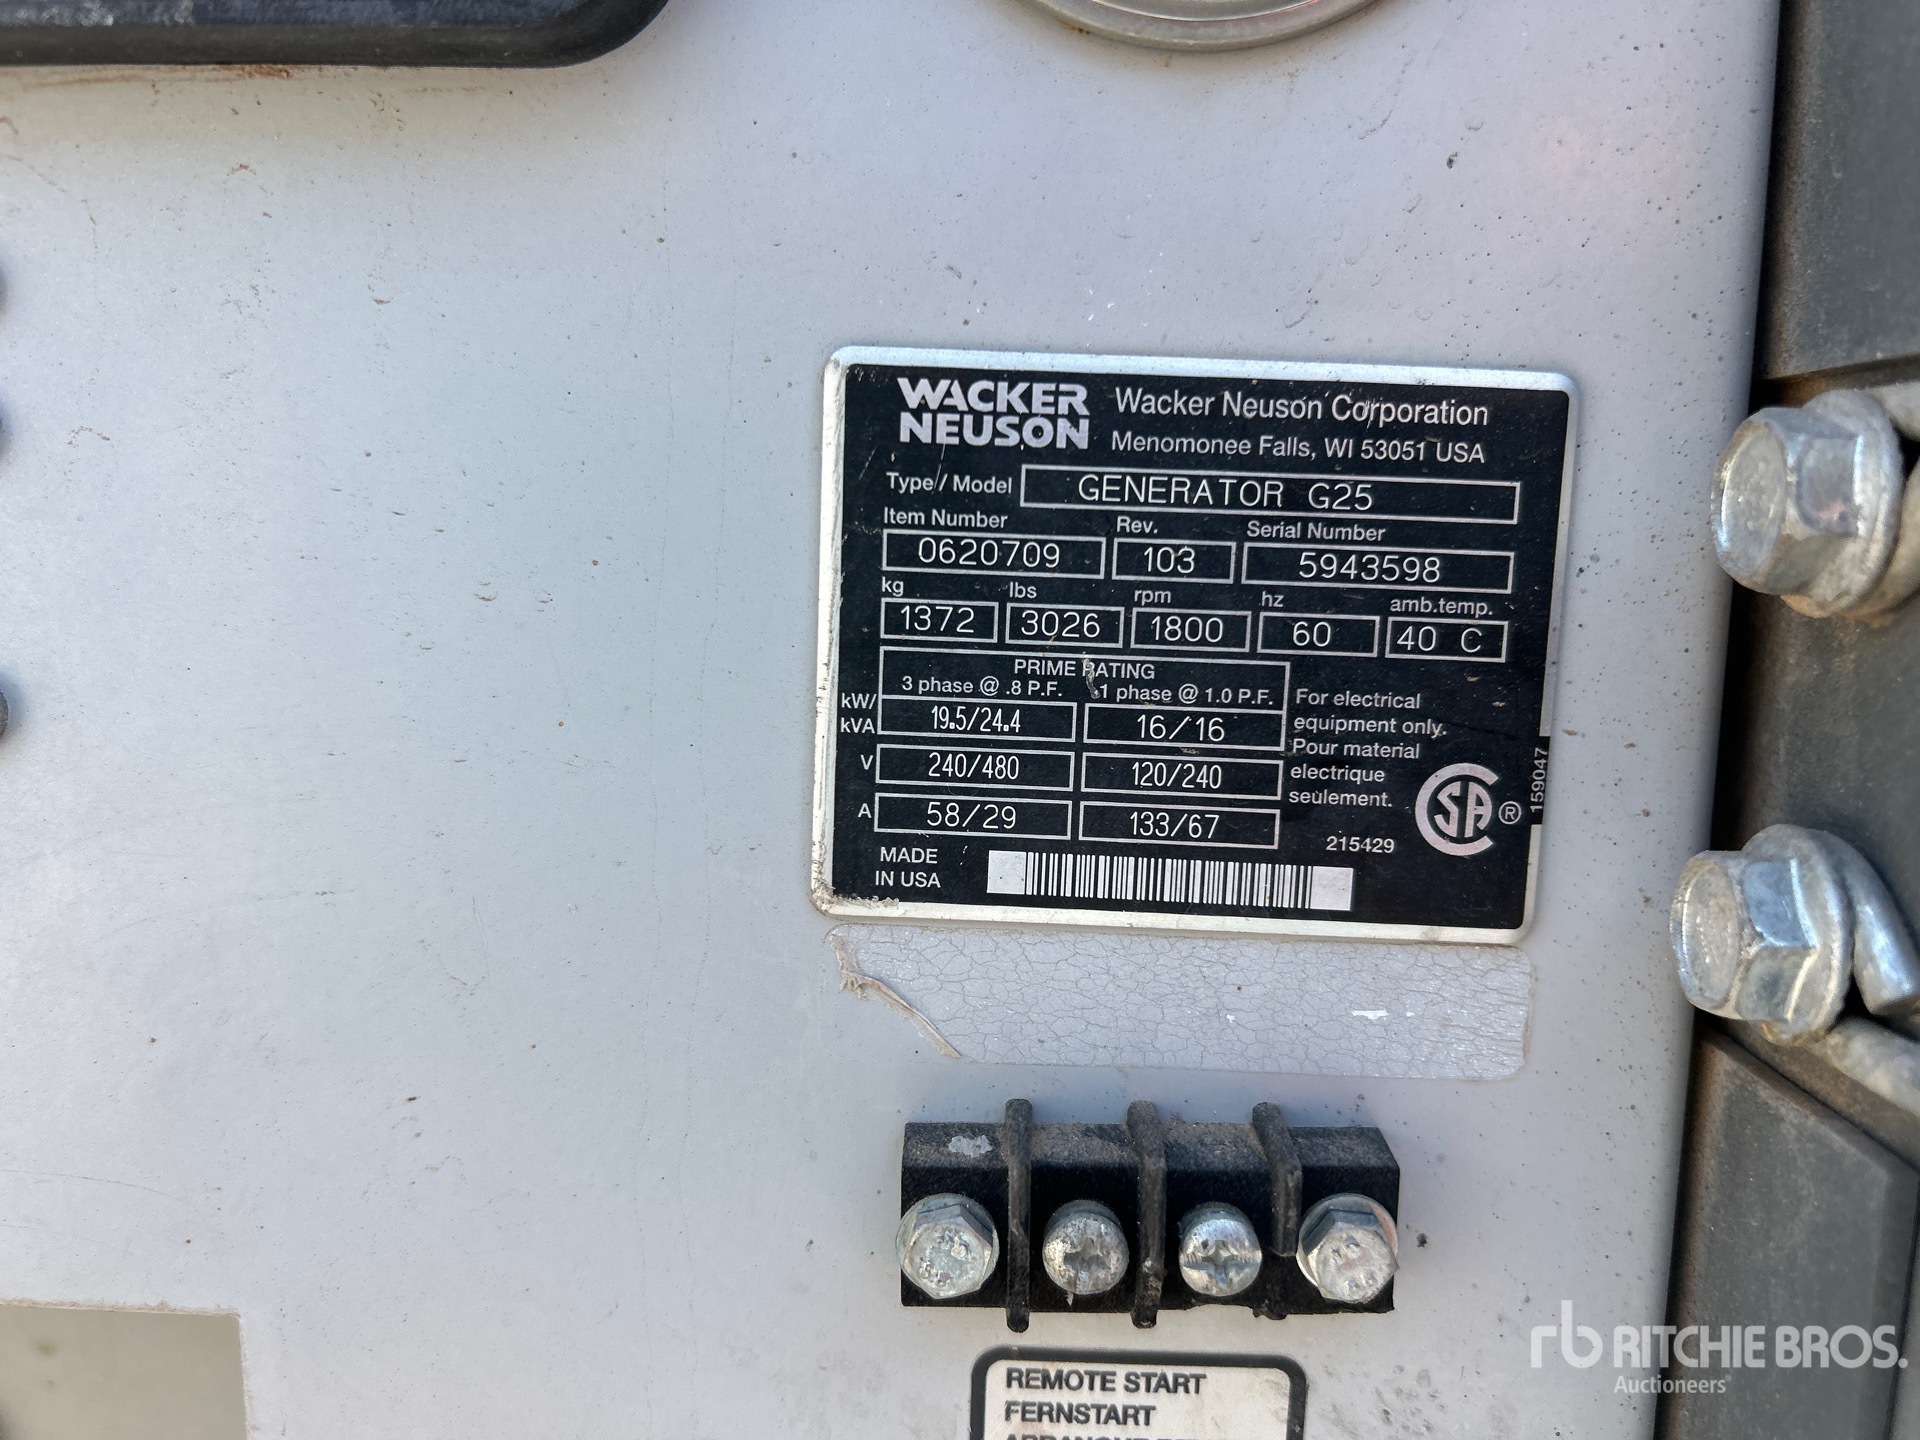 WACKER
NEUSON
Wacker Neuson Corporation
Menomonee Falls, WI 53051 USA
Type / Model GENERATOR G25
Item Number Rev. Serial Number
0620709 103 5943598
kg lbs rpm hz amb.temp.
1372 3026 1800 60 40 C
PRIME RATING
3 phase @ .8 P.F. 1 phase @ 1.0 P.F.
kW/
kVA 19.5/24.4 16/16
V 240/480 120/240
A 58/29 133/67
For electrical
equipment only.
Pour material
electrique
seulement.
SA ®
215429
159047
MADE
IN USA
REMOTE START
FERNSTART
rb RITCHIE BROS.
Auctioneers